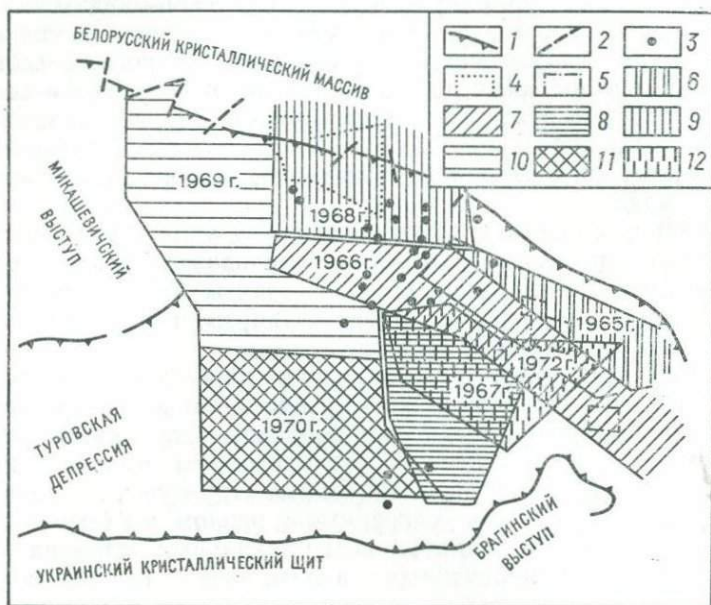 БЕЛОРУССКИЙ КРИСТАЛЛИЧЕСКИЙ МАССИВ
1
2
3
4
5
6
7
8
9
10
11
12
МИКАШЕВИЧСКИЙ
ВЫСТУП
1969 г.
1968 г.
1966 г.
1965 г.
1972 г.
1967 г.
1970 г.
ТУРОВСКАЯ
ДЕПРЕССИЯ
БРАГИНСКИЙ
ВЫСТУП
УКРАИНСКИЙ КРИСТАЛЛИЧЕСКИЙ ЩИТ